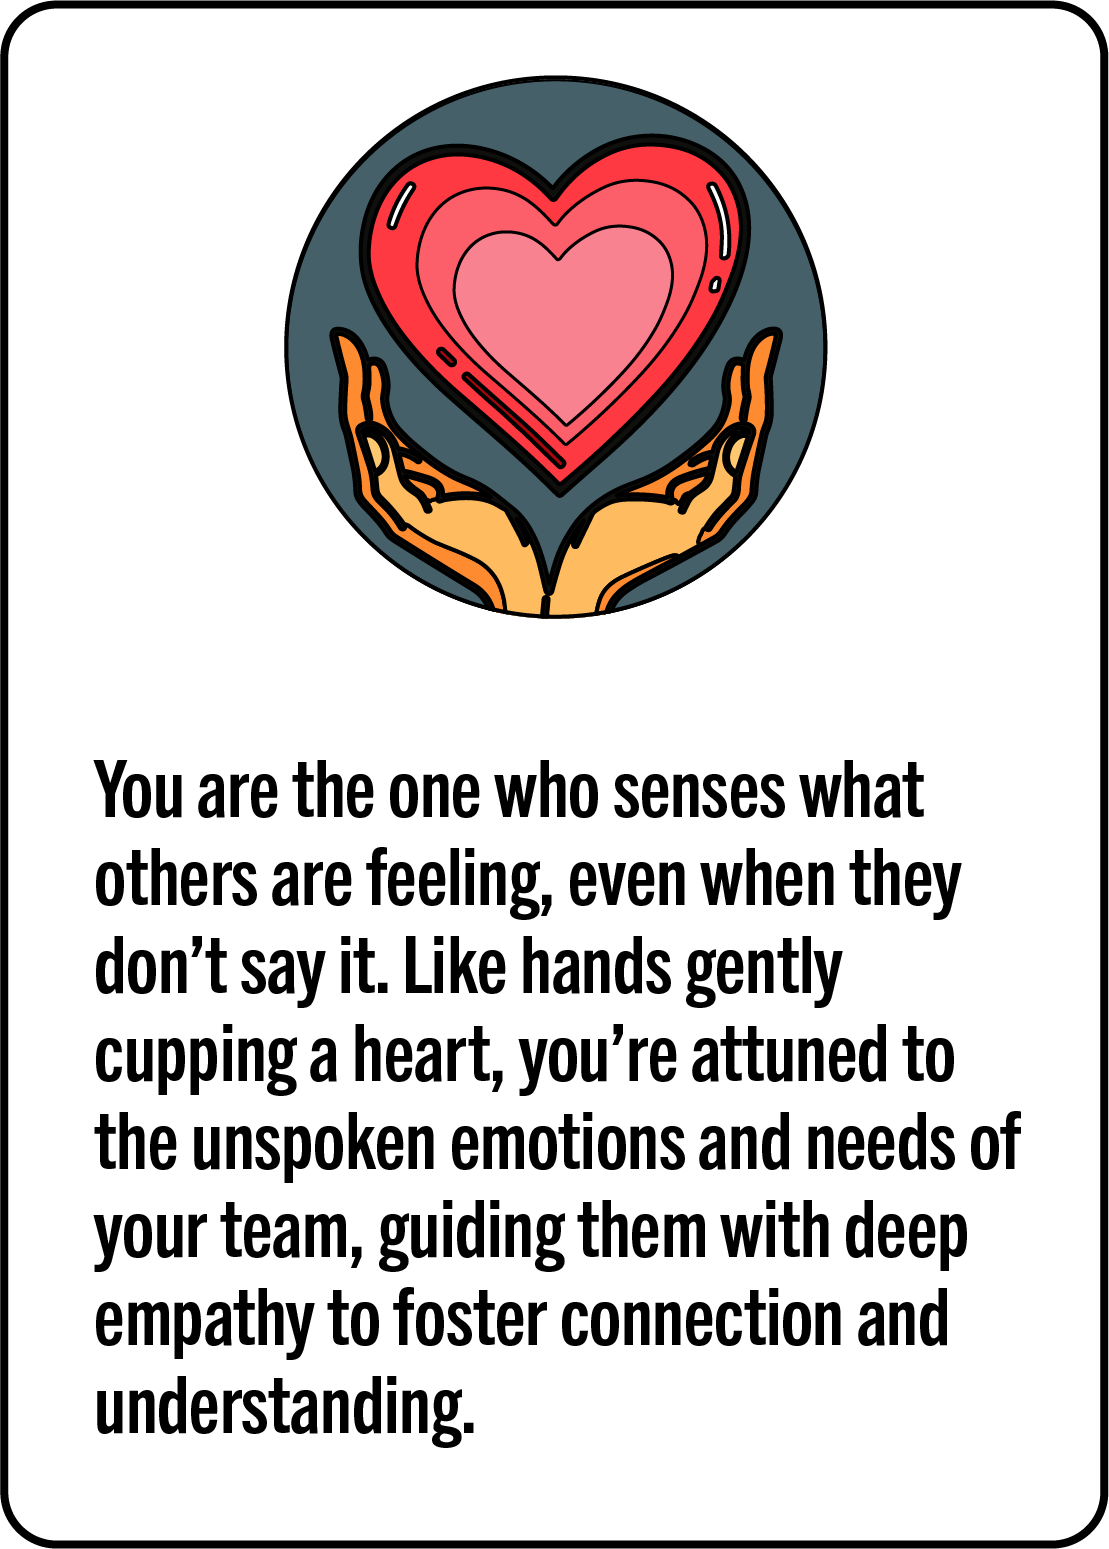 You are the one who senses what
others are feeling, even when they
don’t say it. Like hands gently
cupping a heart, you’re attuned to
the unspoken emotions and needs of
your team, guiding them with deep
empathy to foster connection and
understanding.